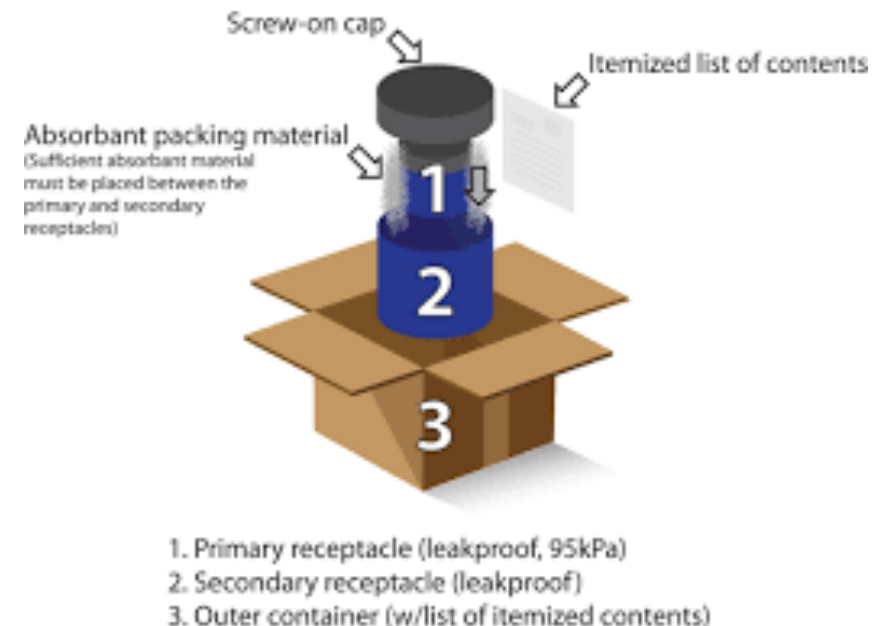 Screw-on cap
Itemized list of contents
Absorbant packing material
(Sufficient absorbant material
must be placed between the
primary and secondary
receptacles)
1
2
3
1. Primary receptacle (leakproof, 95kPa)
2. Secondary receptacle (leakproof)
3. Outer container (w/list of itemized contents)